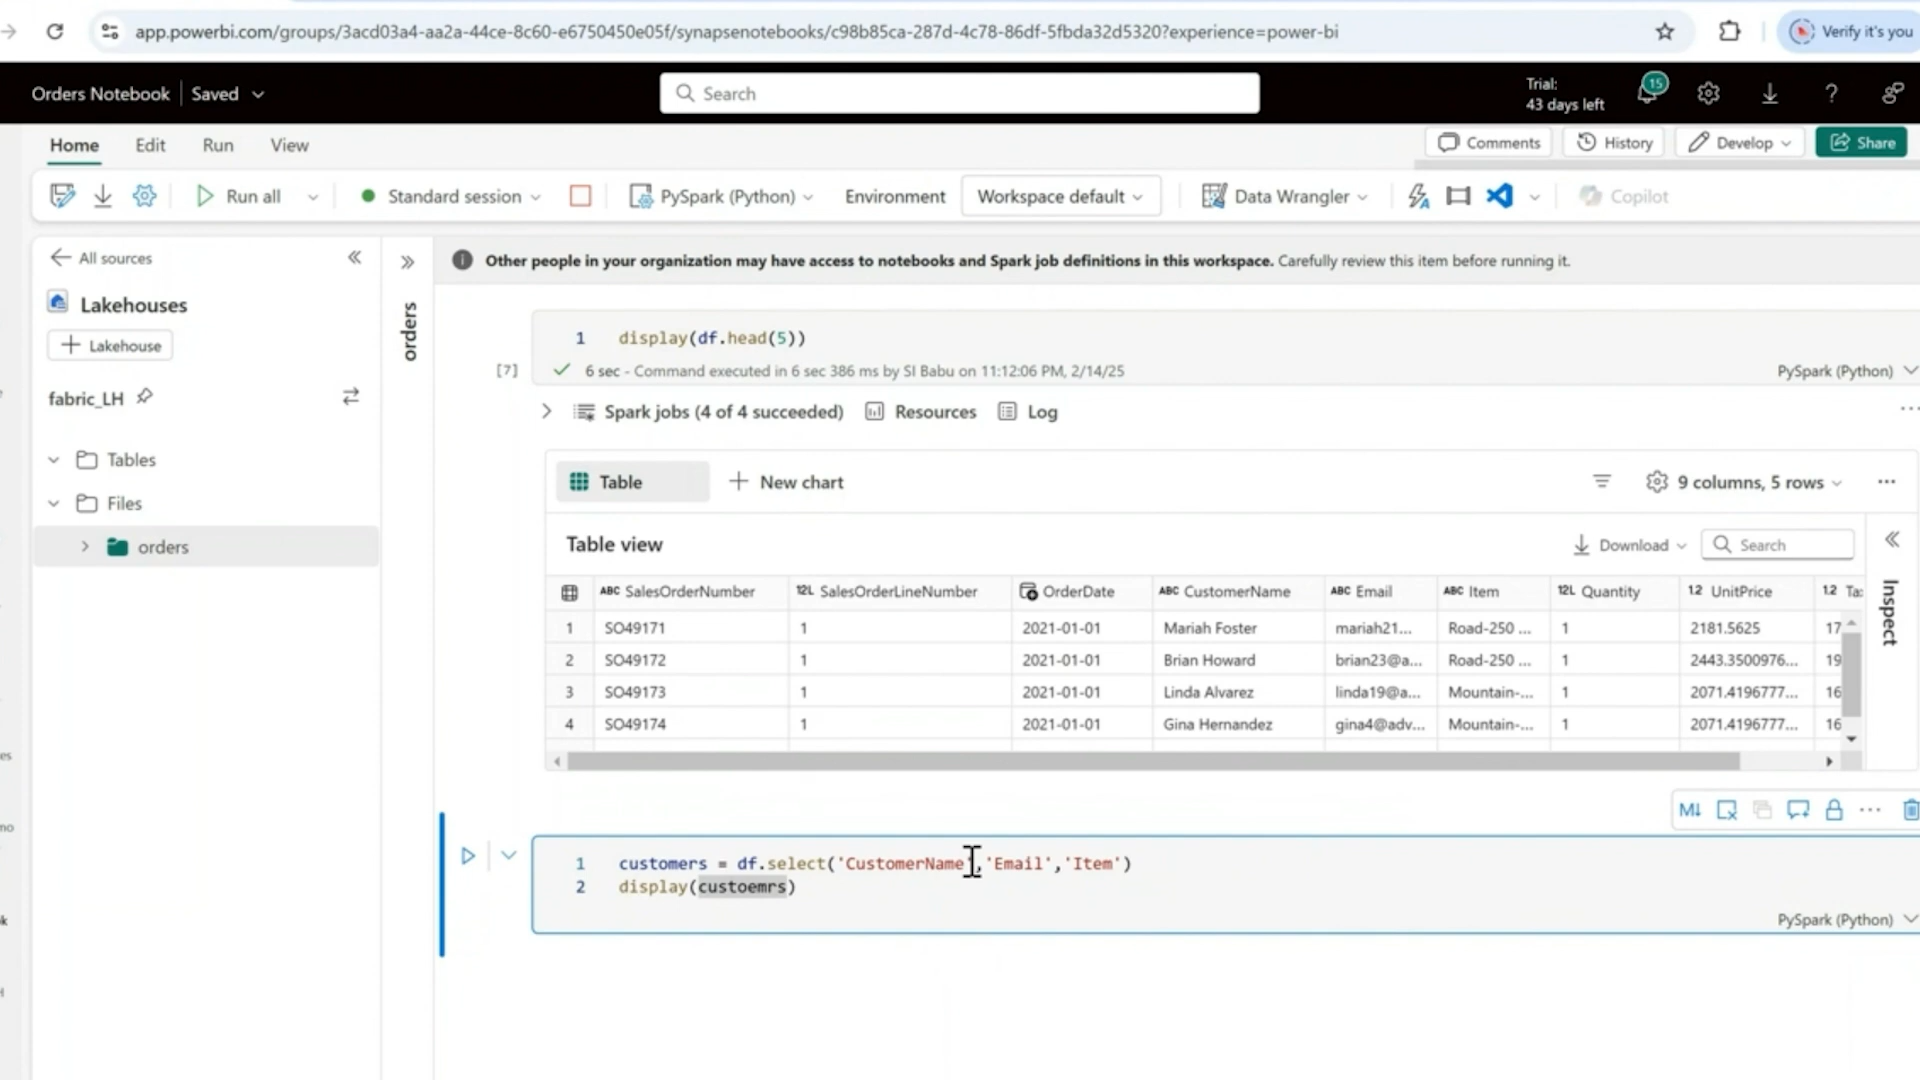 app.powerbi.com/groups/3acd03a4-aa2a-44ce-8c60-e6750450e05f/synapsenotebooks/c98b85ca-287d-4c78-86df-5fbda32d5320?experience=power-bi
Verify it's you
Orders Notebook Saved
Search
Trial:
43 days left
15
?
Home Edit Run View
Comments History Develop Share
Run all Standard session PySpark (Python) Environment Workspace default Data Wrangler Copilot
All sources
Lakehouses
+ Lakehouse
fabric_LH
Tables
Files
orders
orders
Other people in your organization may have access to notebooks and Spark job definitions in this workspace. Carefully review this item before running it.
1 display(df.head(5))
[7] 6 sec - Command executed in 6 sec 386 ms by SI Babu on 11:12:06 PM, 2/14/25 PySpark (Python)
Spark jobs (4 of 4 succeeded) Resources Log
Table + New chart 9 columns, 5 rows
Table view Download Search
Inspect
ABC SalesOrderNumber 12L SalesOrderLineNumber OrderDate ABC CustomerName ABC Email ABC Item 12L Quantity 1.2 UnitPrice 1.2
1 SO49171 1 2021-01-01 Mariah Foster mariah21... Road-250 ... 1 2181.5625 17
2 SO49172 1 2021-01-01 Brian Howard brian23@a... Road-250 ... 1 2443.3500976... 19
3 SO49173 1 2021-01-01 Linda Alvarez linda19@a... Mountain-... 1 2071.4196777... 16
4 SO49174 1 2021-01-01 Gina Hernandez gina4@adv... Mountain-... 1 2071.4196777... 16
M↓
1 customers = df.select('CustomerName','Email','Item')
2 display(custoemrs)
PySpark (Python)